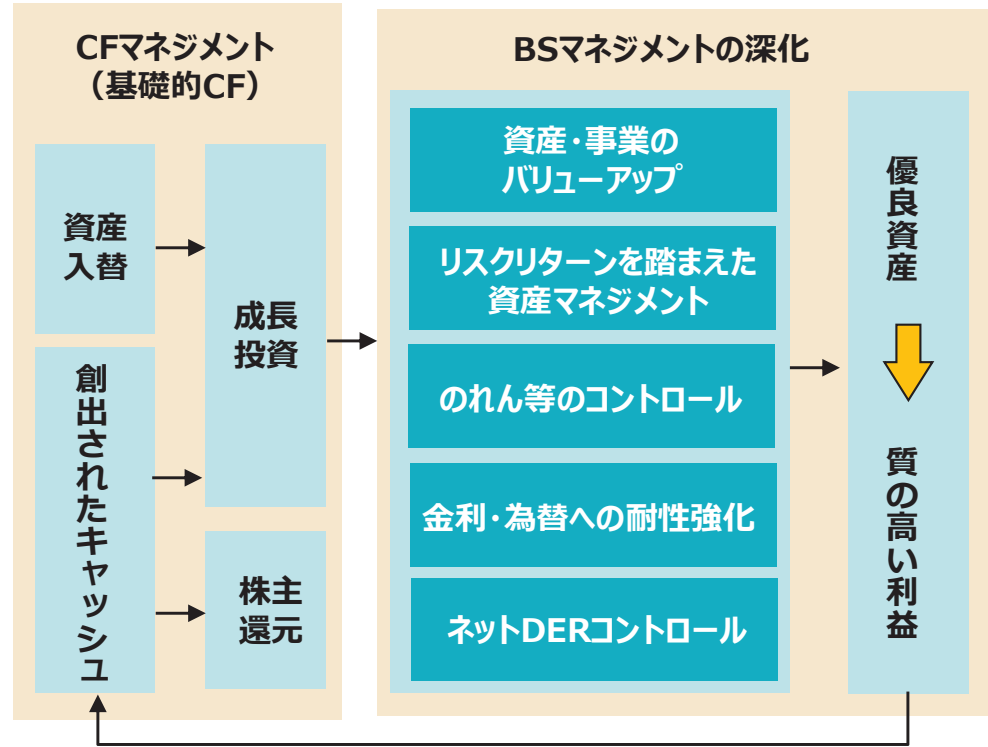 CFマネジメント
（基礎的CF）
資産
入替
創出されたキャッシュ
成長
投資
株主
還元
BSマネジメントの深化
資産・事業の
バリューアップ
リスクリターンを踏まえた
資産マネジメント
のれん等のコントロール
金利・為替への耐性強化
ネットDERコントロール
優良資産
質の高い利益